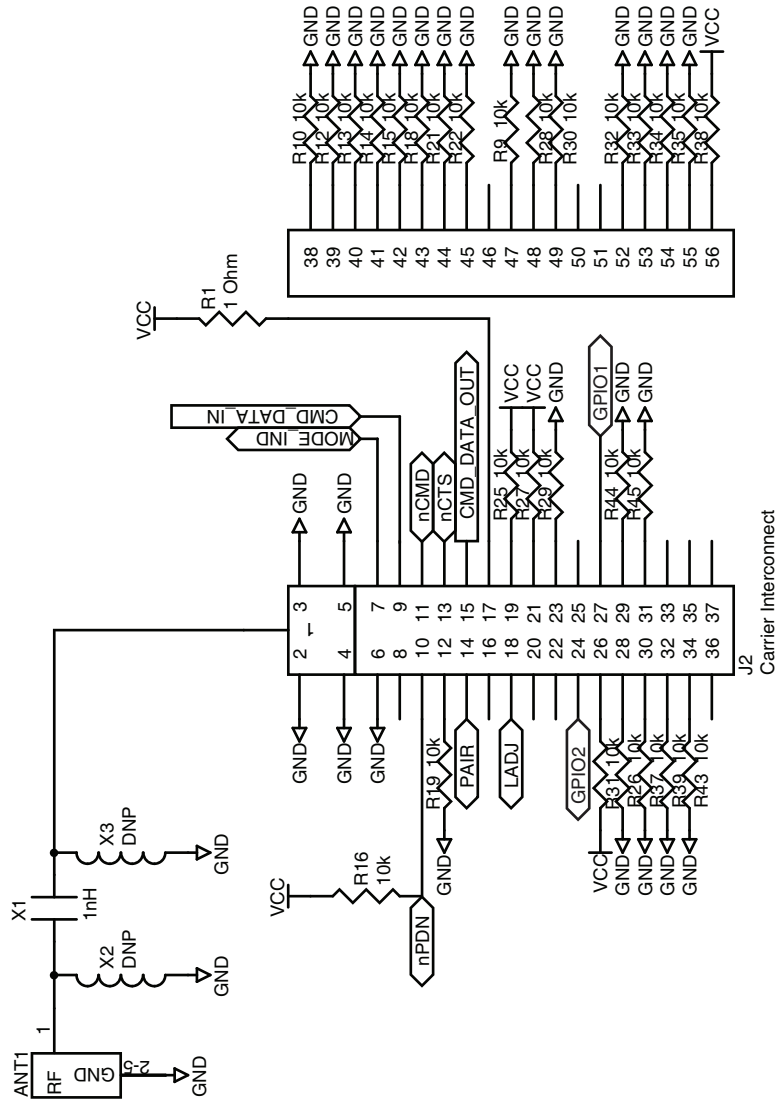 ANT1
RF
GND
1
2-5
GND
X2
DNP
GND
X1
1nH
X3
DNP
GND
GND 2 3 GND
1
GND 4 5 GND
GND 6 7 MODE_IND
8 9 CMD_DATA_IN
VCC
R16
10k
nPDN 10 11 nCMD
GND R19 10k 12 13 nCTS
PAIR 14 15 CMD_DATA_OUT
16 17
VCC
R1
1 Ohm
LADJ 18 19 R25 10k VCC
20 21 R27 10k VCC
22 23 R29 10k GND
GPIO2 24 25
VCC R31 10k 26 27 GPIO1
GND R26 10k 28 29 R44 10k GND
GND R37 10k 30 31 R45 10k GND
GND R39 10k 32 33
GND R43 10k 34 35
36 37
J2
Carrier Interconnect
38 R10 10k GND
39 R12 10k GND
40 R13 10k GND
41 R14 10k GND
42 R15 10k GND
43 R18 10k GND
44 R21 10k GND
45 R22 10k GND
46
47 R9 10k GND
48 R28 10k GND
49 R30 10k GND
50
51
52 R32 10k GND
53 R33 10k GND
54 R34 10k GND
55 R35 10k GND
56 R38 10k VCC